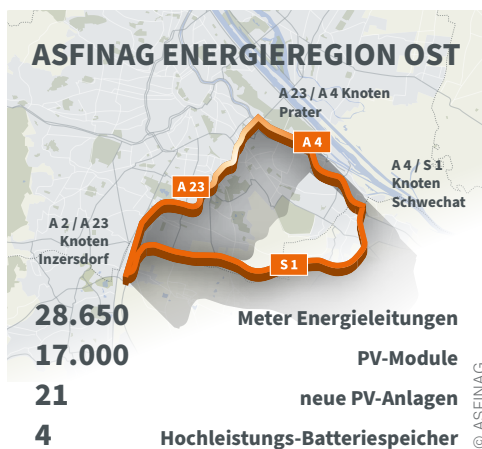 ASFINAG ENERGIEREGION OST
A 23 / A 4 Knoten
Prater
A 4
A 4 / S 1
Knoten
Schwechat
A 23
A 2 / A 23
Knoten
Inzersdorf
S 1
28.650 Meter Energieleitungen
17.000 PV-Module
21 neue PV-Anlagen
4 Hochleistungs-Batteriespeicher
© ASFINAG